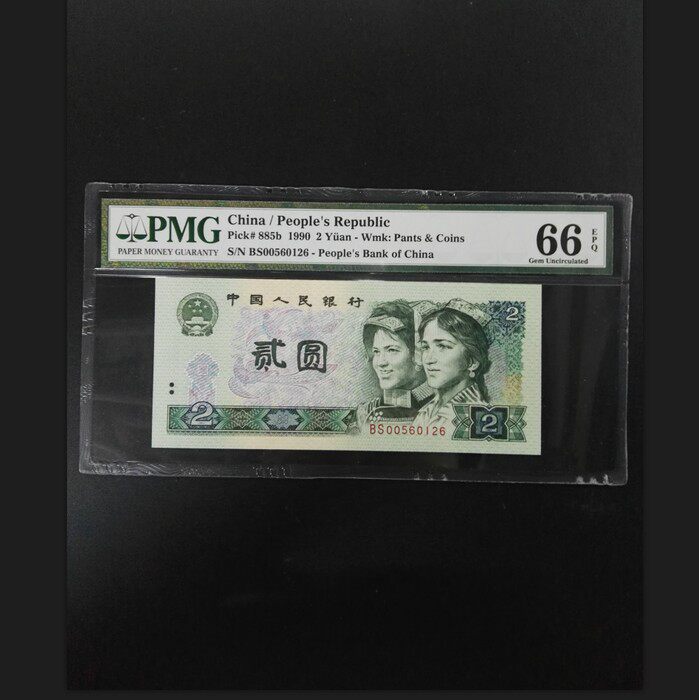 PMG
PAPER MONEY GUARANTY
China / People's Republic
Pick# 885b 1990 2 Yüan - Wmk: Pants & Coins
S/N BS00560126 - People's Bank of China
66 EPQ
Gem Uncirculated
中国人民银行
2
贰圆
2
BS00560126
2